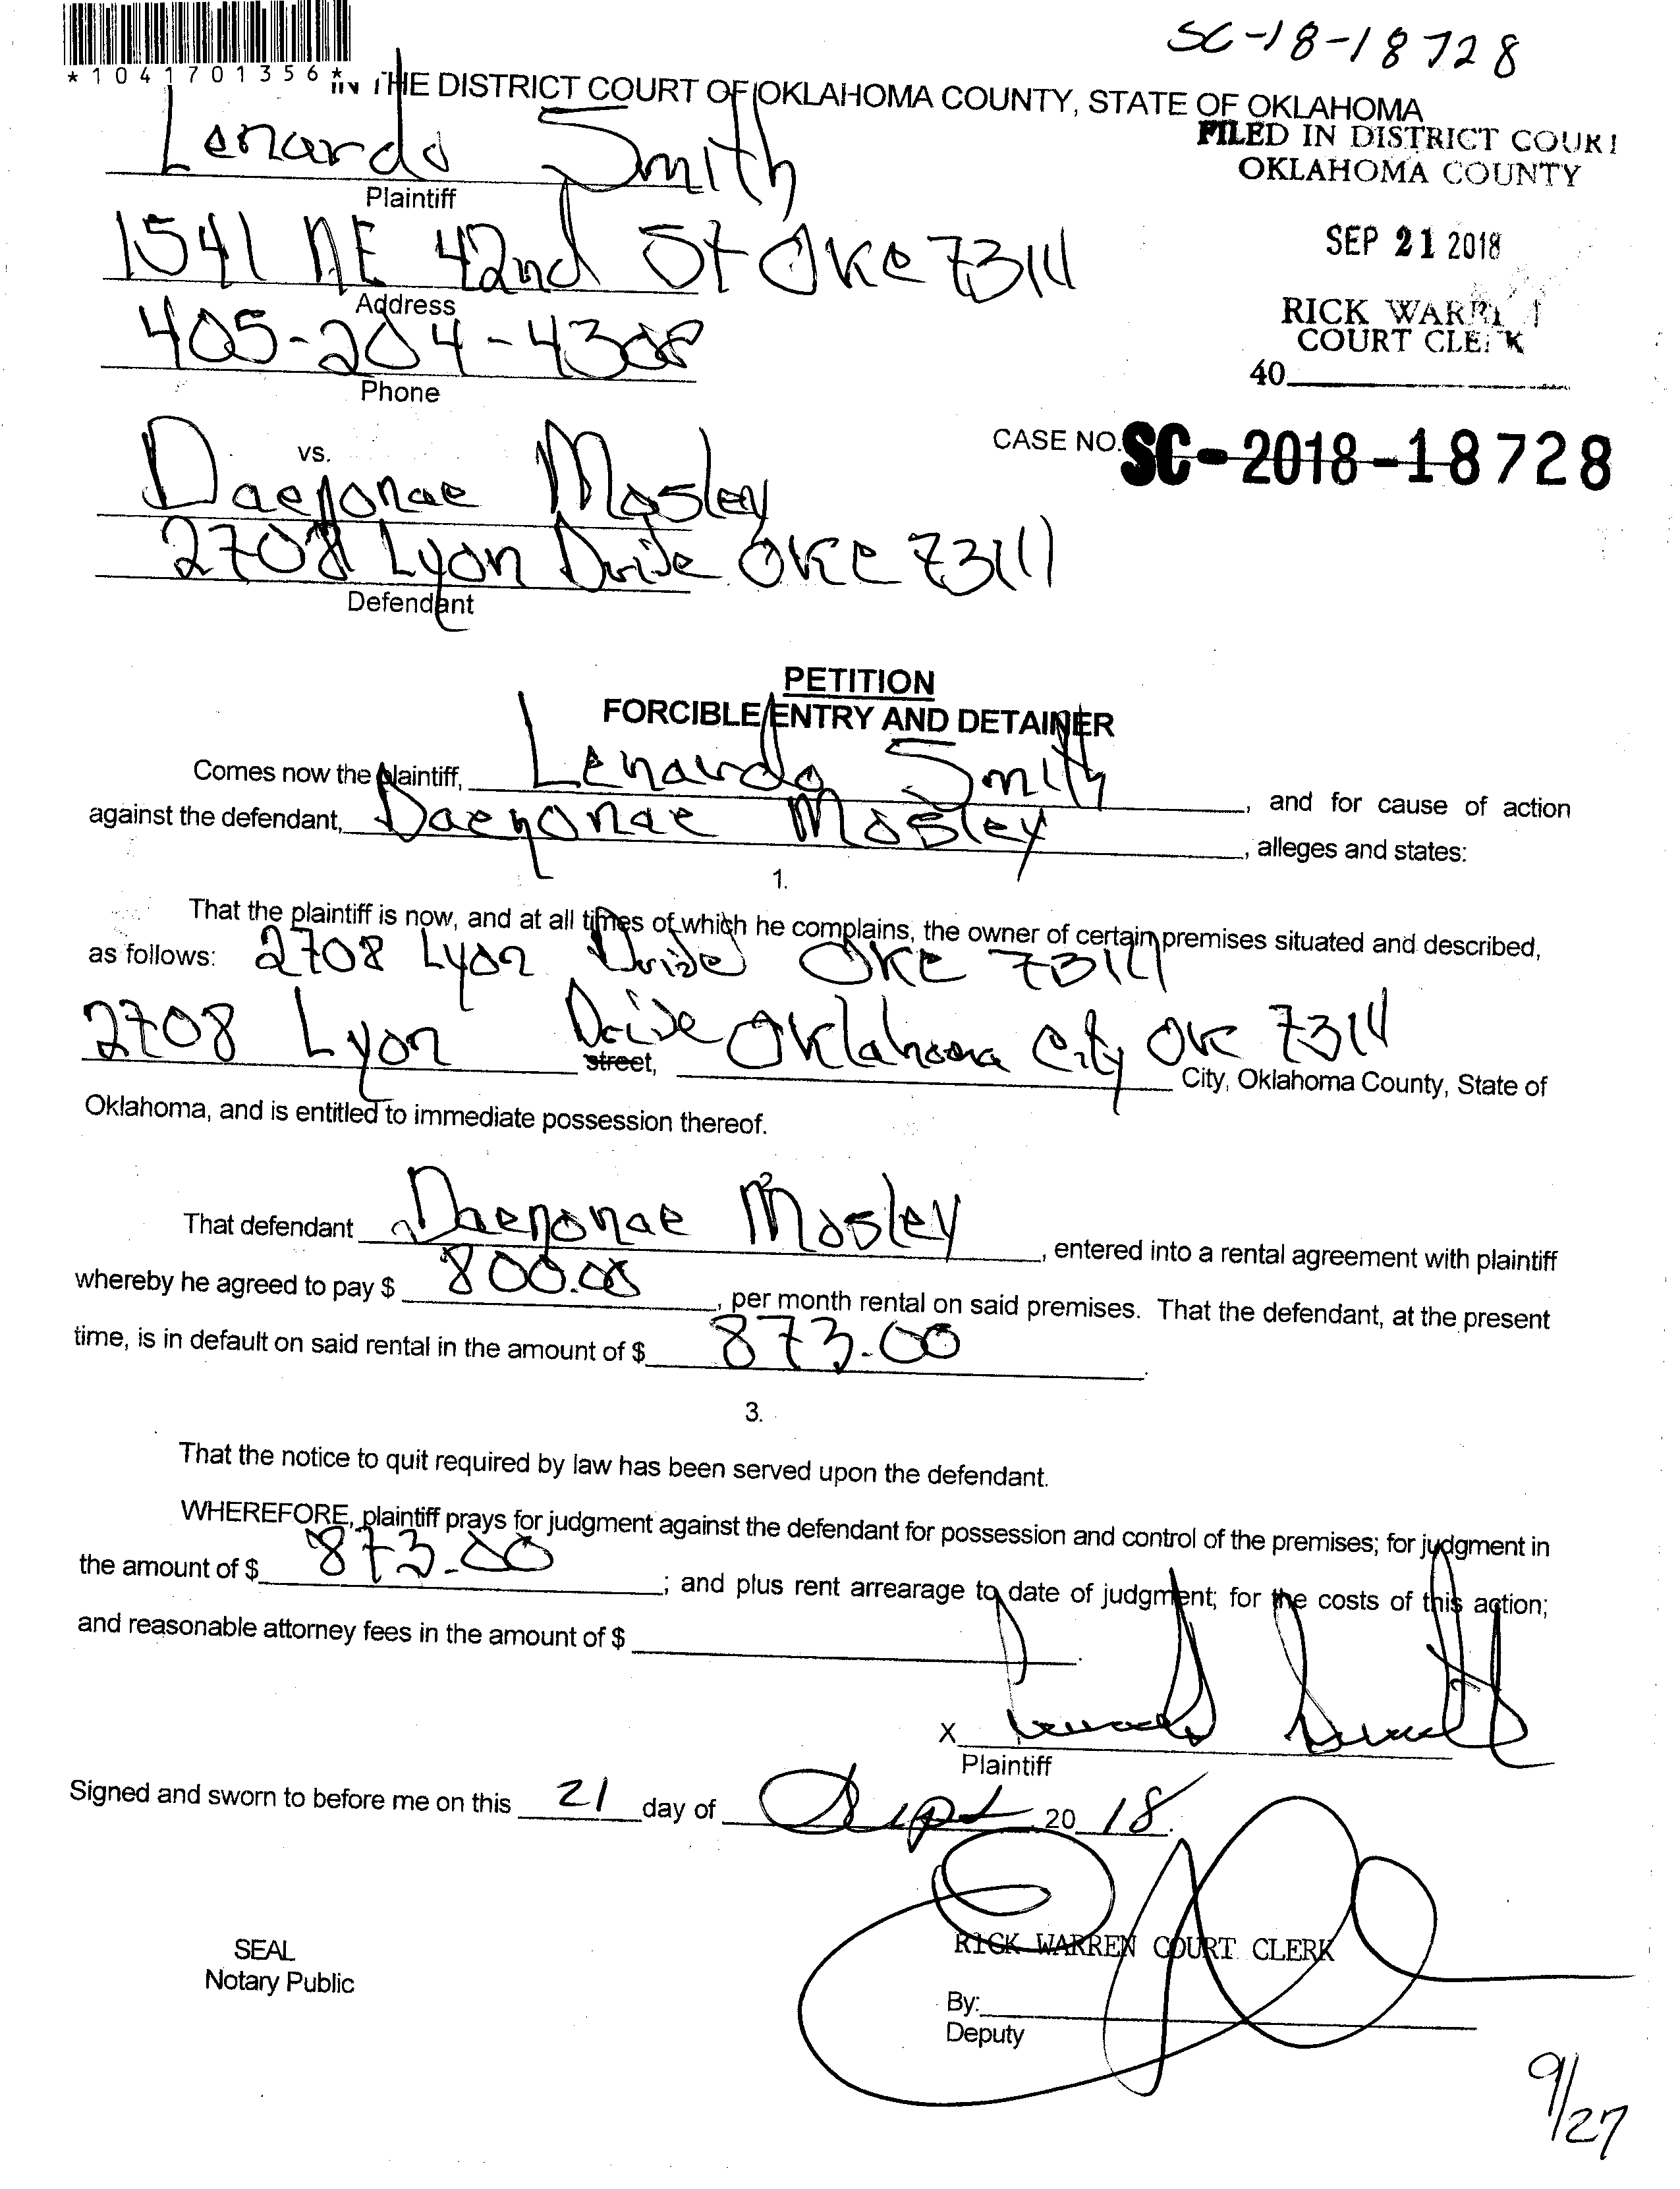 SC-18-18728
*1041701356*
IN THE DISTRICT COURT OF OKLAHOMA COUNTY, STATE OF OKLAHOMA
FILED IN DISTRICT COURT
OKLAHOMA COUNTY
Lenardo Smith
Plaintiff
SEP 21 2018
1541 NE 42nd St OKC 73111
Address
RICK WARREN
COURT CLERK
405-204-4308
40
Phone
vs.
CASE NO. SC-2018-18728
Daejonae Mosley
2708 Lyon Drive OKC 73111
Defendant
PETITION
FORCIBLE ENTRY AND DETAINER
Comes now the plaintiff, Lenardo Smith, and for cause of action
against the defendant, Daejonae Mosley, alleges and states:
1.
That the plaintiff is now, and at all times of which he complains, the owner of certain premises situated and described,
as follows: 2708 Lyon Drive OKC 73111
2708 Lyon Drive Oklahoma City OK 73111
street, City, Oklahoma County, State of
Oklahoma, and is entitled to immediate possession thereof.
That defendant Daejonae Mosley, entered into a rental agreement with plaintiff
whereby he agreed to pay $ 800.00, per month rental on said premises. That the defendant, at the present
time, is in default on said rental in the amount of $ 873.00.
3.
That the notice to quit required by law has been served upon the defendant.
WHEREFORE, plaintiff prays for judgment against the defendant for possession and control of the premises; for judgment in
the amount of $ 873.00; and plus rent arrearage to date of judgment; for the costs of this action;
and reasonable attorney fees in the amount of $.
X Lenardo Smith
Plaintiff
Signed and sworn to before me on this 21 day of Sept, 2018.
SEAL
Notary Public
RICK WARREN COURT CLERK
By:
Deputy
9/27